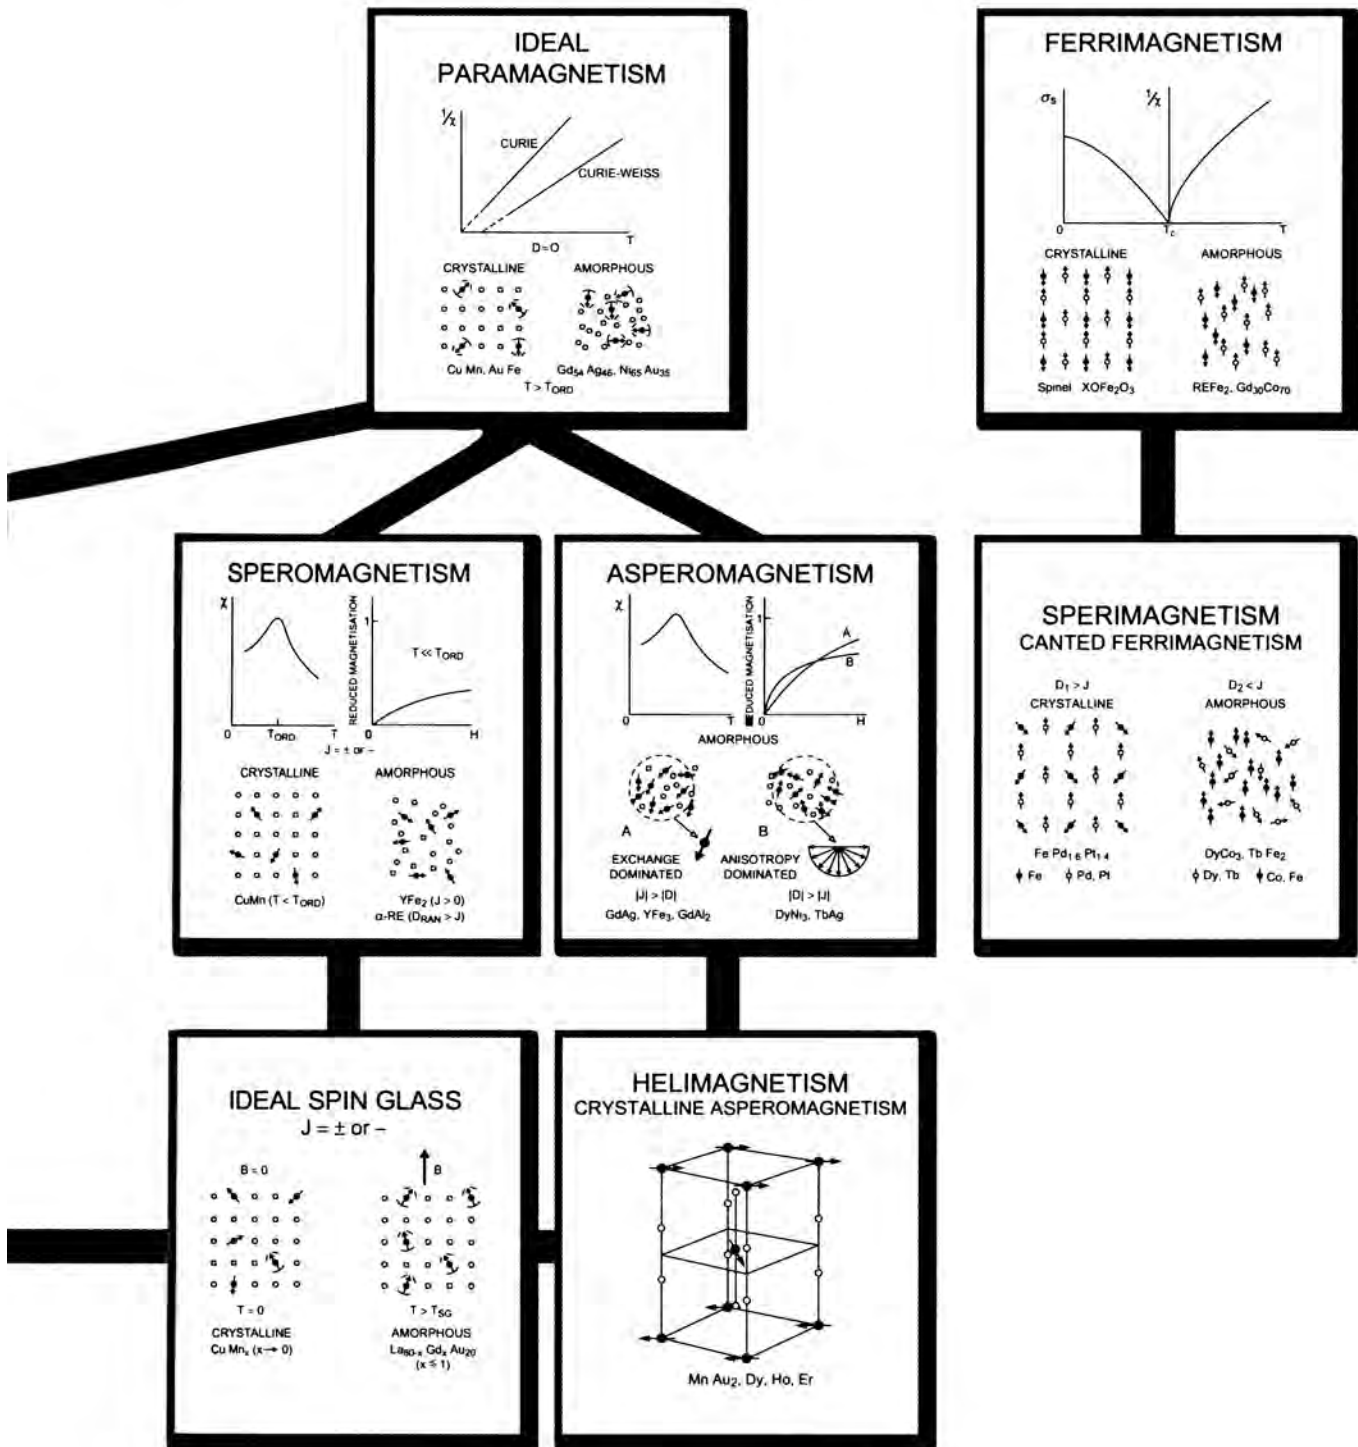 IDEAL
PARAMAGNETISM
1/χ
CURIE
CURIE-WEISS
T
D=O
CRYSTALLINE
AMORPHOUS
Cu Mn, Au Fe
Gd54 Ag46, Ni65 Au35
T > TORD
FERRIMAGNETISM
σs
1/χ
0
Tc
T
CRYSTALLINE
AMORPHOUS
Spinel XOFe2O3
REFe2, Gd30Co70
SPEROMAGNETISM
χ
0
TORD
T
REDUCED MAGNETISATION
1
T ≪ TORD
0
H
J = ± or –
CRYSTALLINE
AMORPHOUS
CuMn (T < TORD)
YFe2 (J > 0)
α-RE (DRAN > J)
ASPEROMAGNETISM
χ
0
T
REDUCED MAGNETISATION
1
A
B
0
H
AMORPHOUS
A
B
EXCHANGE
DOMINATED
ANISOTROPY
DOMINATED
|J| > |D|
|D| > |J|
GdAg, YFe3, GdAl2
DyNi3, TbAg
SPERIMAGNETISM
CANTED FERRIMAGNETISM
D1 > J
CRYSTALLINE
D2 < J
AMORPHOUS
Fe Pd1.6 Pt1.4
DyCo3, Tb Fe2
Fe
Pd, Pt
Dy, Tb
Co, Fe
IDEAL SPIN GLASS
J = ± or –
B = 0
B
T = 0
T > TSG
CRYSTALLINE
AMORPHOUS
Cu Mnx (x → 0)
La80-x Gdx Au20
(x ≤ 1)
HELIMAGNETISM
CRYSTALLINE ASPEROMAGNETISM
Mn Au2, Dy, Ho, Er